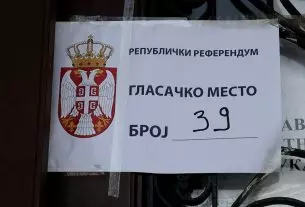 РЕПУБЛИЧКИ РЕФЕРЕНДУМ
ГЛАСАЧКО МЕСТО
БРОЈ 39